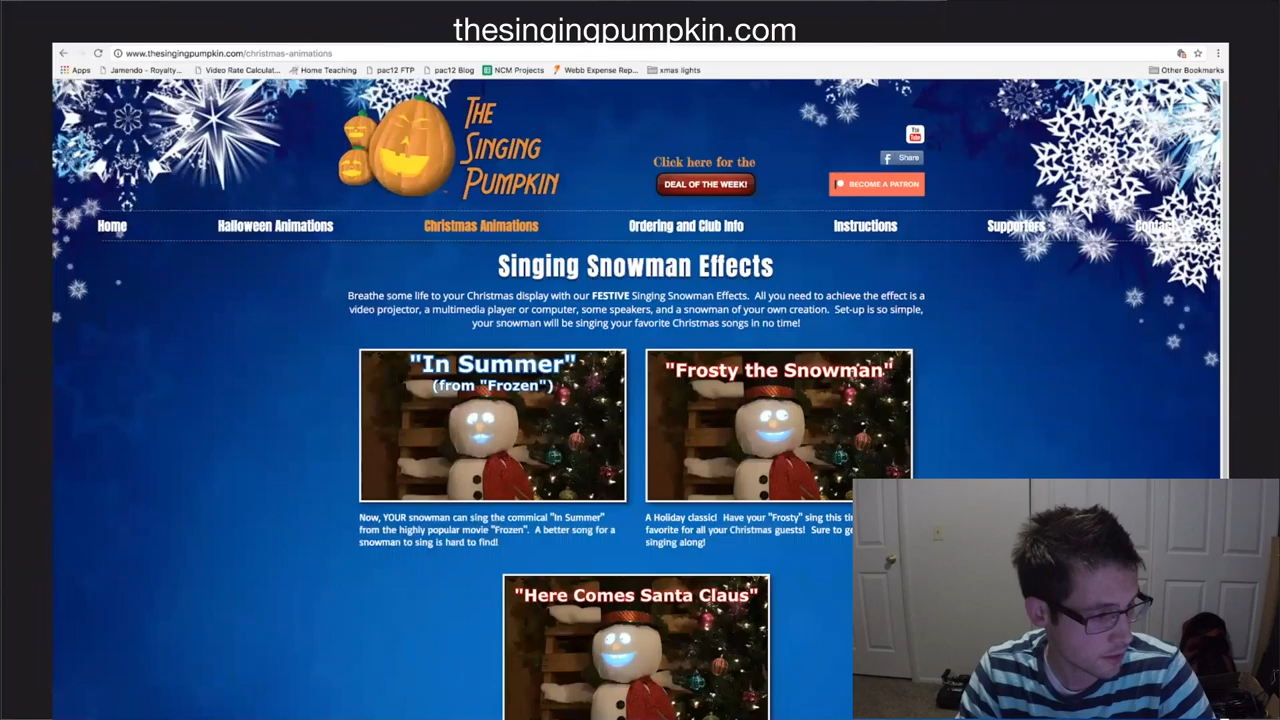 thesingingpumpkin.com
www.thesingingpumpkin.com/christmas-animations
Apps Jamendo - Royalty... Video Rate Calculat... Home Teaching pac12 FTP pac12 Blog NCM Projects Webb Expense Rep... xmas lights Other Bookmarks
THE
SINGING
PUMPKIN
Click here for the
DEAL OF THE WEEK!
You
Tube
Share
BECOME A PATRON
Home Halloween Animations Christmas Animations Ordering and Club Info Instructions Supporters Contact
Singing Snowman Effects
Breathe some life to your Christmas display with our FESTIVE Singing Snowman Effects. All you need to achieve the effect is a
video projector, a multimedia player or computer, some speakers, and a snowman of your own creation. Set-up is so simple,
your snowman will be singing your favorite Christmas songs in no time!
"In Summer"
(from "Frozen")
"Frosty the Snowman"
Now, YOUR snowman can sing the commical "In Summer"
from the highly popular movie "Frozen". A better song for a
snowman to sing is hard to find!
A Holiday classic! Have your "Frosty" sing this
favorite for all your Christmas guests! Sure to
singing along!
"Here Comes Santa Claus"